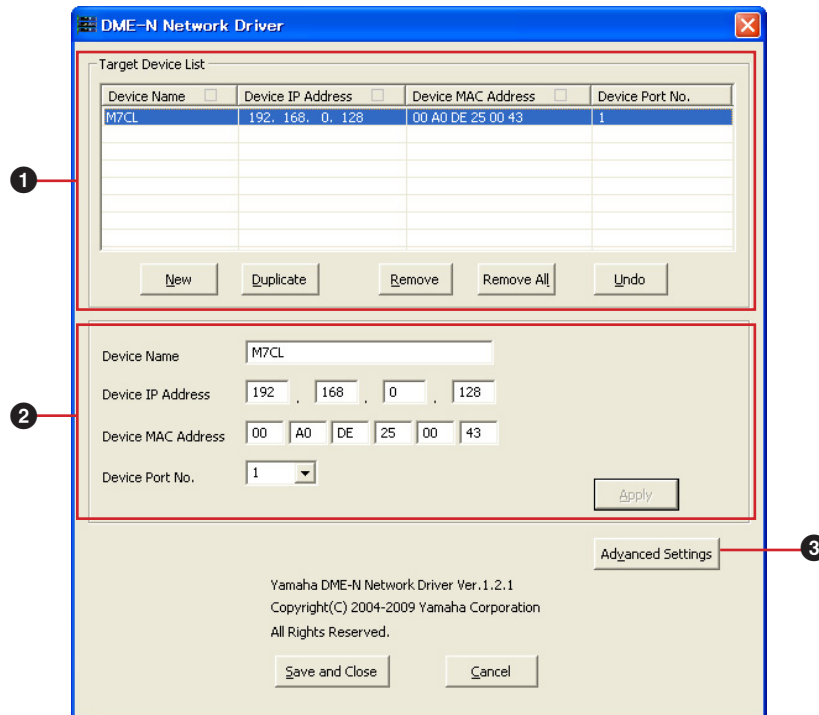 DME-N Network Driver
Target Device List
Device Name Device IP Address Device MAC Address Device Port No.
M7CL 192. 168. 0. 128 00 A0 DE 25 00 43 1
1
New Duplicate Remove Remove All Undo
Device Name M7CL
Device IP Address 192 . 168 . 0 . 128
2
Device MAC Address 00 A0 DE 25 00 43
Device Port No. 1
Apply
Advanced Settings 3
Yamaha DME-N Network Driver Ver.1.2.1
Copyright(C) 2004-2009 Yamaha Corporation
All Rights Reserved.
Save and Close Cancel